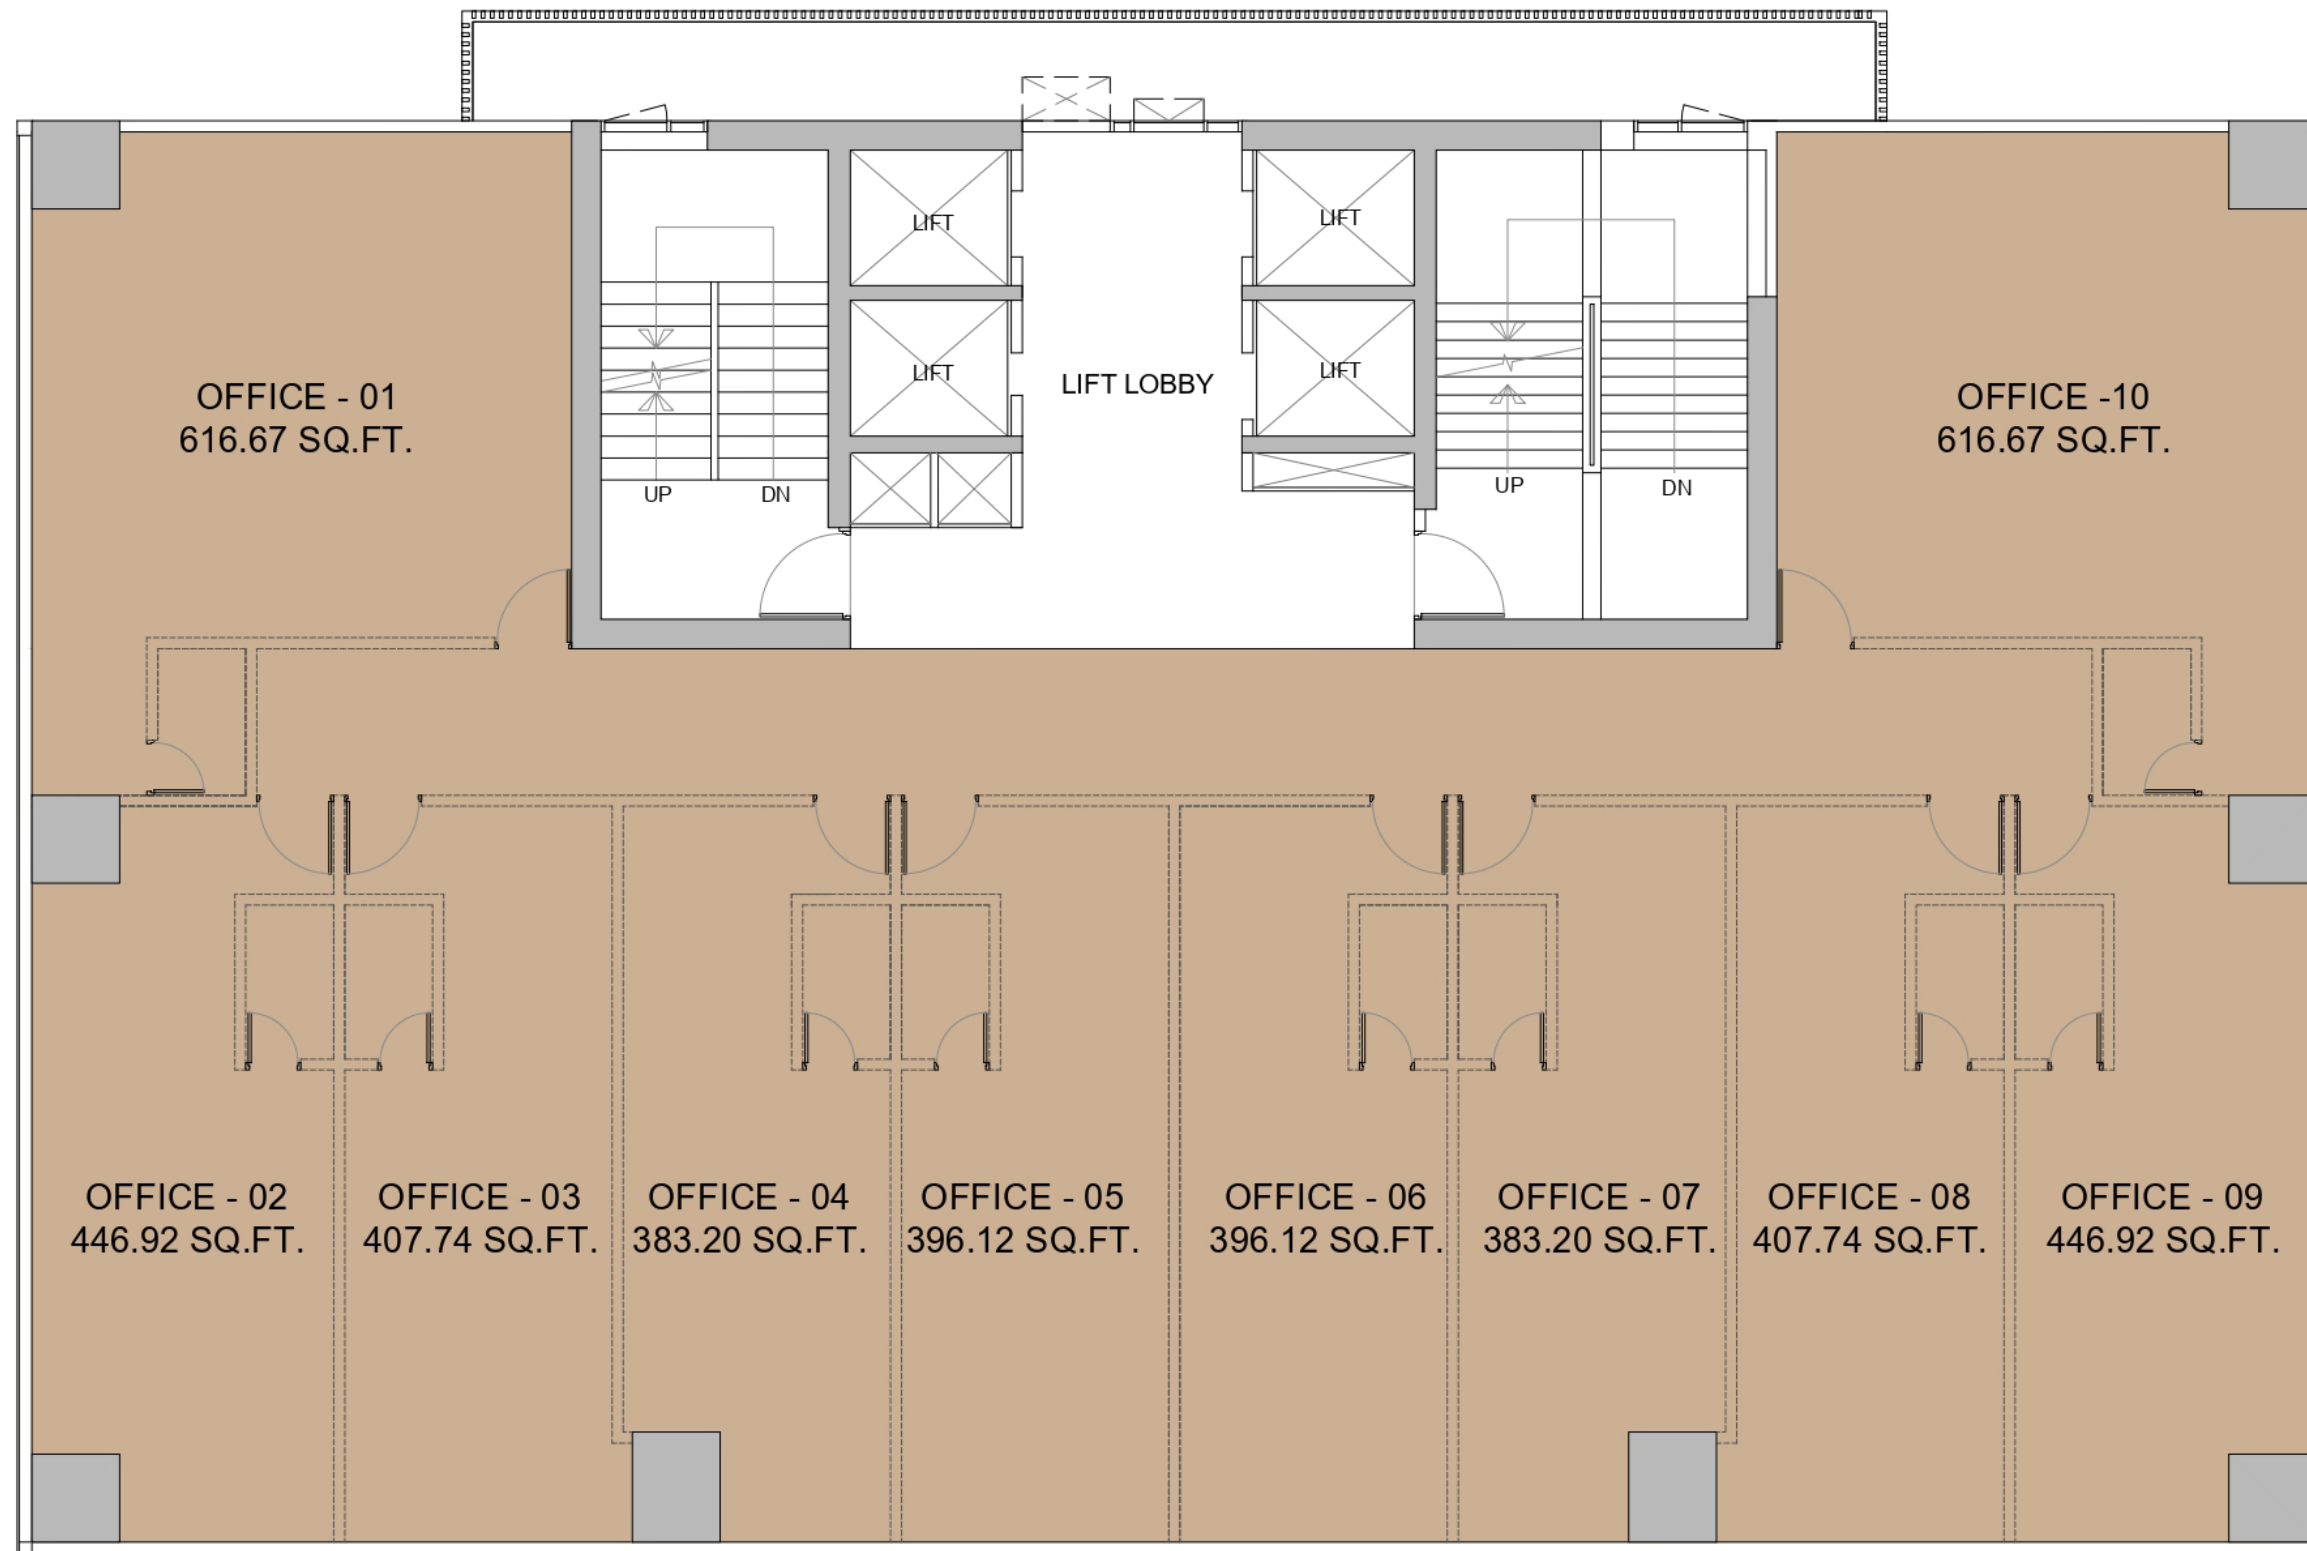 LIFT
LIFT
LIFT
LIFT
LIFT LOBBY
OFFICE - 01
616.67 SQ.FT.
OFFICE -10
616.67 SQ.FT.
UP
DN
UP
DN
OFFICE - 02
446.92 SQ.FT.
OFFICE - 03
407.74 SQ.FT.
OFFICE - 04
383.20 SQ.FT.
OFFICE - 05
396.12 SQ.FT.
OFFICE - 06
396.12 SQ.FT.
OFFICE - 07
383.20 SQ.FT.
OFFICE - 08
407.74 SQ.FT.
OFFICE - 09
446.92 SQ.FT.